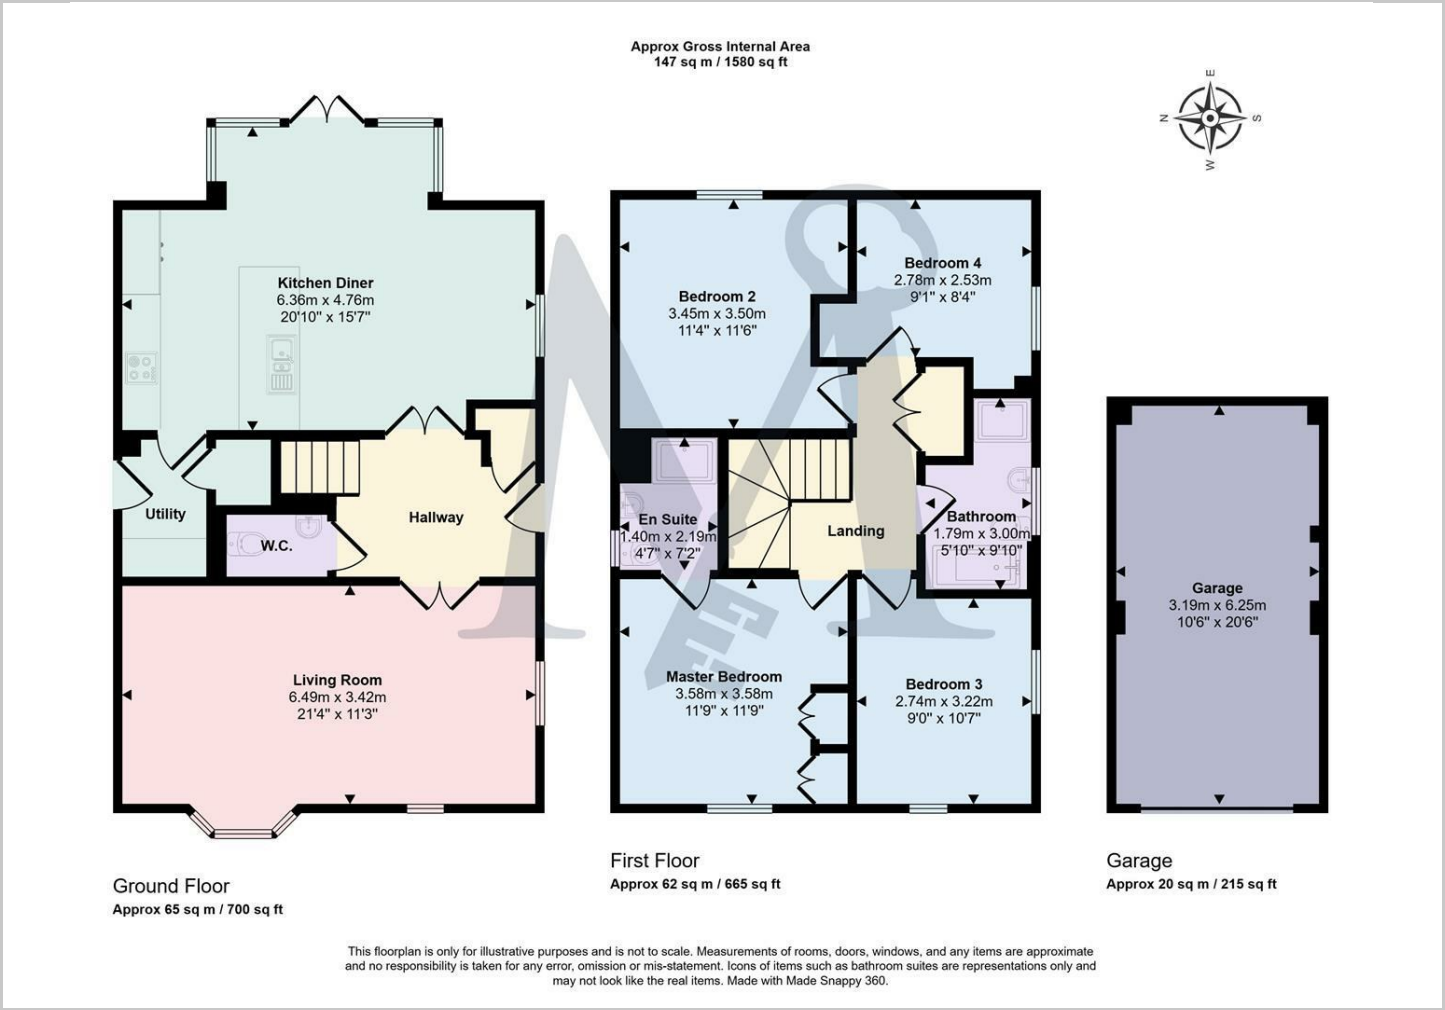 Approx Gross Internal Area
147 sq m / 1580 sq ft
E
N
S
W
Kitchen Diner
6.36m x 4.76m
20'10" x 15'7"
Utility
W.C.
Hallway
Living Room
6.49m x 3.42m
21'4" x 11'3"
Bedroom 2
3.45m x 3.50m
11'4" x 11'6"
Bedroom 4
2.78m x 2.53m
9'1" x 8'4"
En Suite
1.40m x 2.19m
4'7" x 7'2"
Landing
Bathroom
1.79m x 3.00m
5'10" x 9'10"
Master Bedroom
3.58m x 3.58m
11'9" x 11'9"
Bedroom 3
2.74m x 3.22m
9'0" x 10'7"
Garage
3.19m x 6.25m
10'6" x 20'6"
Ground Floor
Approx 65 sq m / 700 sq ft
First Floor
Approx 62 sq m / 665 sq ft
Garage
Approx 20 sq m / 215 sq ft
This floorplan is only for illustrative purposes and is not to scale. Measurements of rooms, doors, windows, and any items are approximate
and no responsibility is taken for any error, omission or mis-statement. Icons of items such as bathroom suites are representations only and
may not look like the real items. Made with Made Snappy 360.